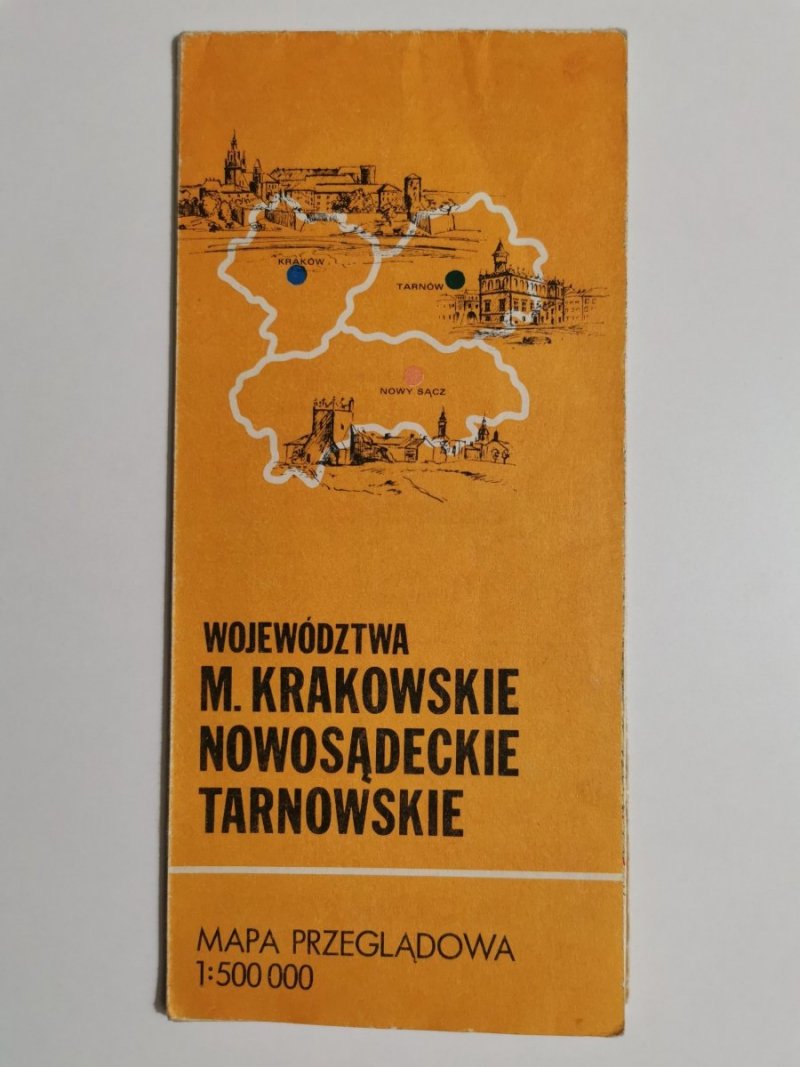 KRAKÓW
TARNÓW
NOWY SĄCZ
WOJEWÓDZTWA
M. KRAKOWSKIE
NOWOSĄDECKIE
TARNOWSKIE
MAPA PRZEGLĄDOWA
1:500 000